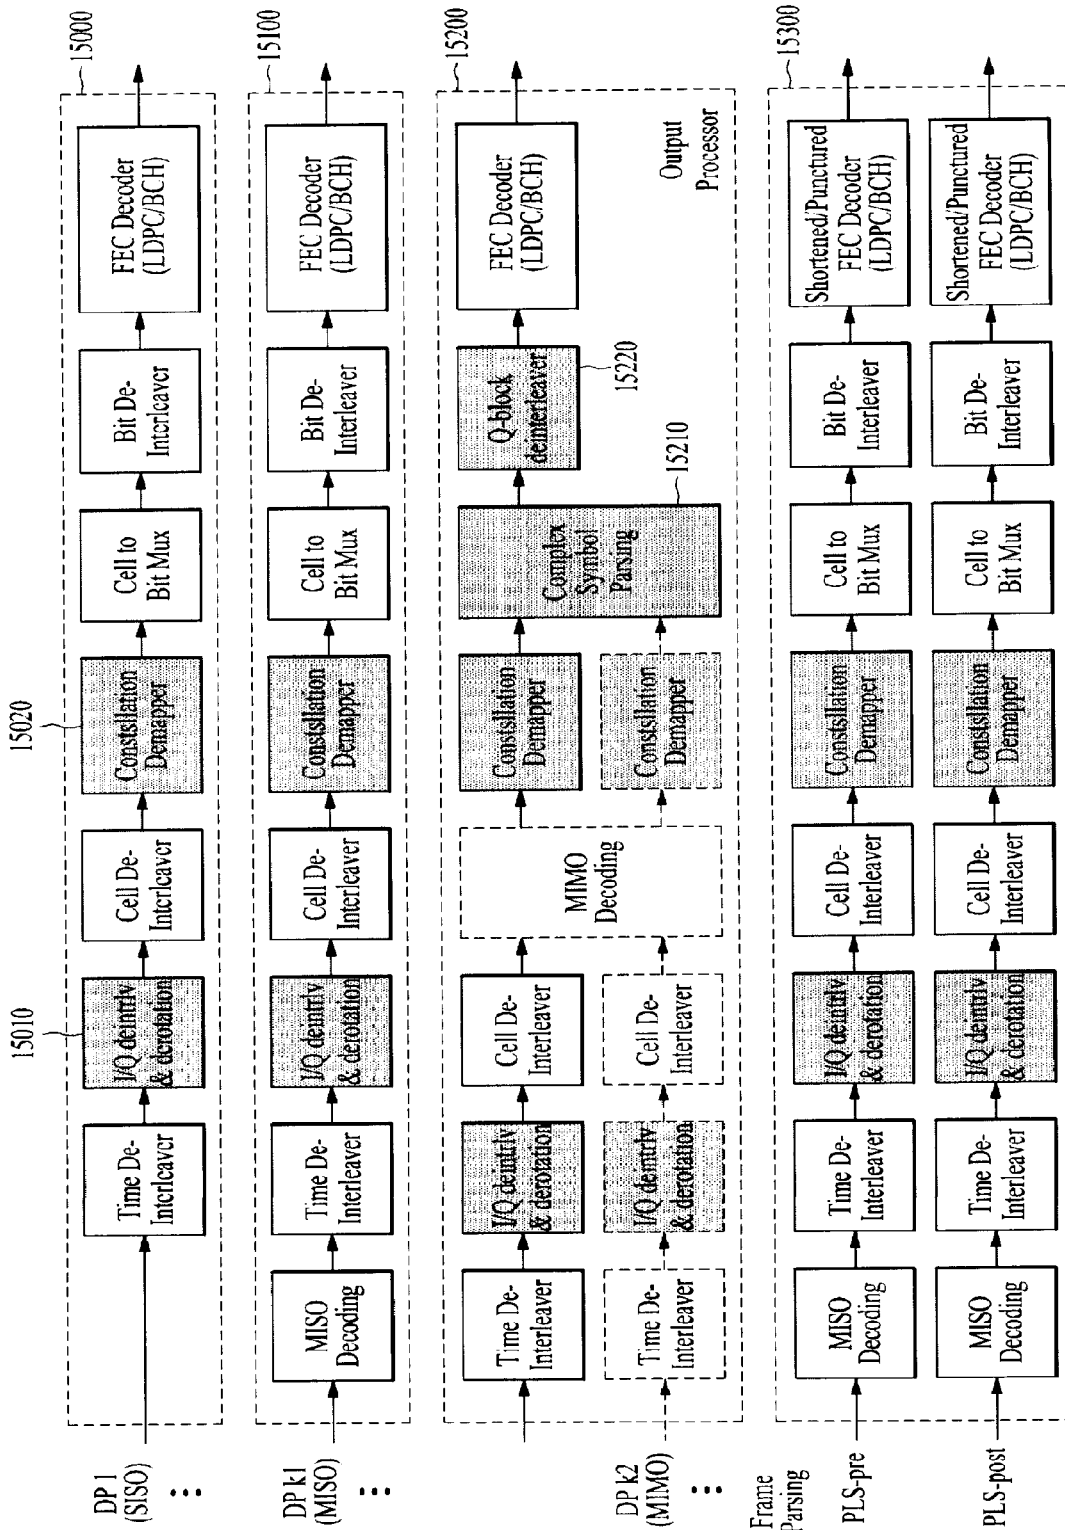 DP 1
(SISO)
Time De-
Interleaver
I/Q deintrlv
& derotation
15010
Cell De-
Interleaver
Constsllation
Demapper
15020
Cell to
Bit Mux
Bit De-
Interleaver
FEC Decoder
(LDPC/BCH)
15000
DP k1
(MISO)
MISO
Decoding
Time De-
Interleaver
I/Q deintrlv
& derotation
Cell De-
Interleaver
Constsllation
Demapper
Cell to
Bit Mux
Bit De-
Interleaver
FEC Decoder
(LDPC/BCH)
15100
Time De-
Interleaver
I/Q deintrlv
& derotation
Cell De-
Interleaver
MIMO
Decoding
Constsllation
Demapper
Complex
Symbol
Parsing
15210
Q-block
deinterleaver
15220
FEC Decoder
(LDPC/BCH)
15200
DP k2
(MIMO)
Time De-
Interleaver
I/Q deintrlv
& derotation
Cell De-
Interleaver
Constsllation
Demapper
Output
Processor
Frame
Parsing
PLS-pre
MISO
Decoding
Time De-
Interleaver
I/Q deintrlv
& derotation
Cell De-
Interleaver
Constsllation
Demapper
Cell to
Bit Mux
Bit De-
Interleaver
Shortened/Punctured
FEC Decoder
(LDPC/BCH)
15300
PLS-post
MISO
Decoding
Time De-
Interleaver
I/Q deintrlv
& derotation
Cell De-
Interleaver
Constsllation
Demapper
Cell to
Bit Mux
Bit De-
Interleaver
Shortened/Punctured
FEC Decoder
(LDPC/BCH)